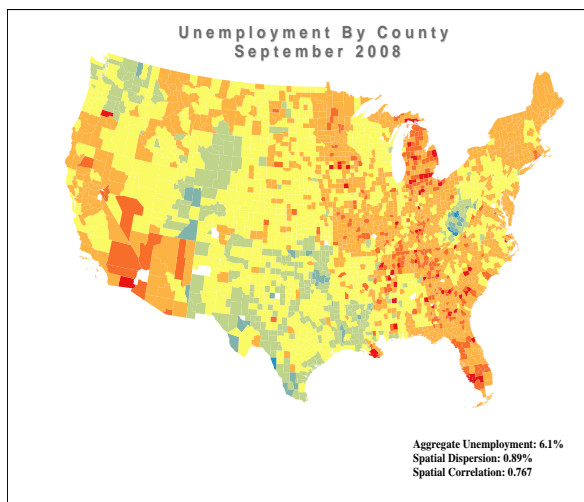 Unemployment By County
September 2008
Aggregate Unemployment: 6.1%
Spatial Dispersion: 0.89%
Spatial Correlation: 0.767